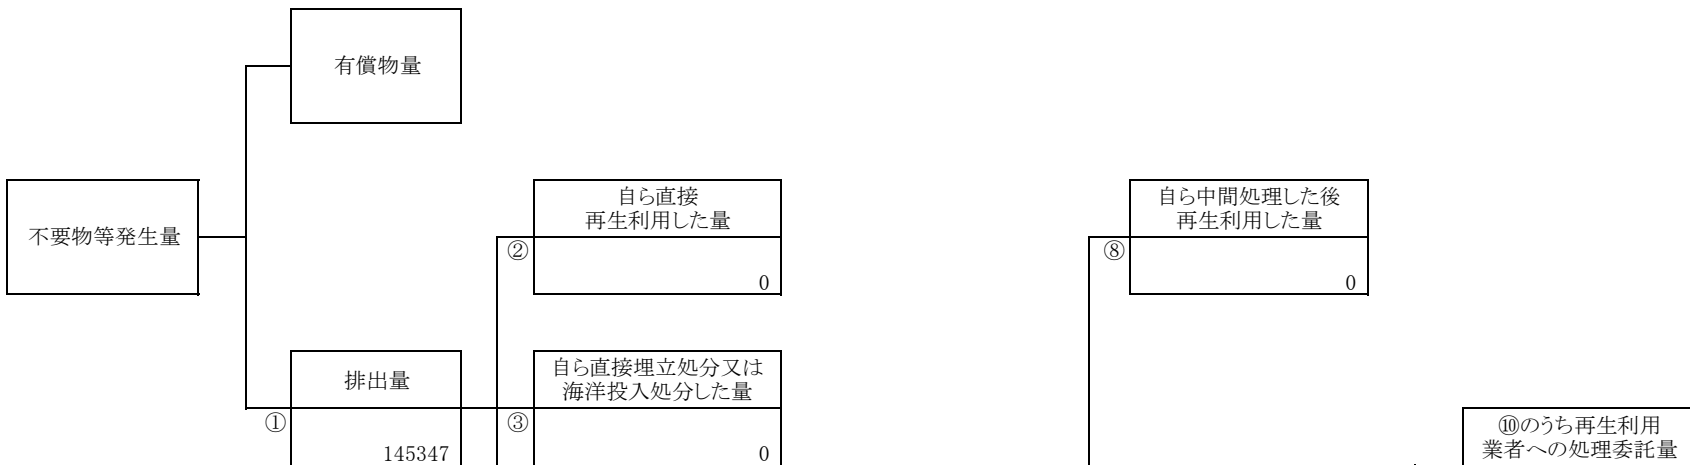 有償物量
不要物等発生量
自ら直接
再生利用した量
②
0
自ら中間処理した後
再生利用した量
⑧
0
排出量
①
145347
自ら直接埋立処分又は
海洋投入処分した量
③
0
⑩のうち再生利用
業者への処理委託量